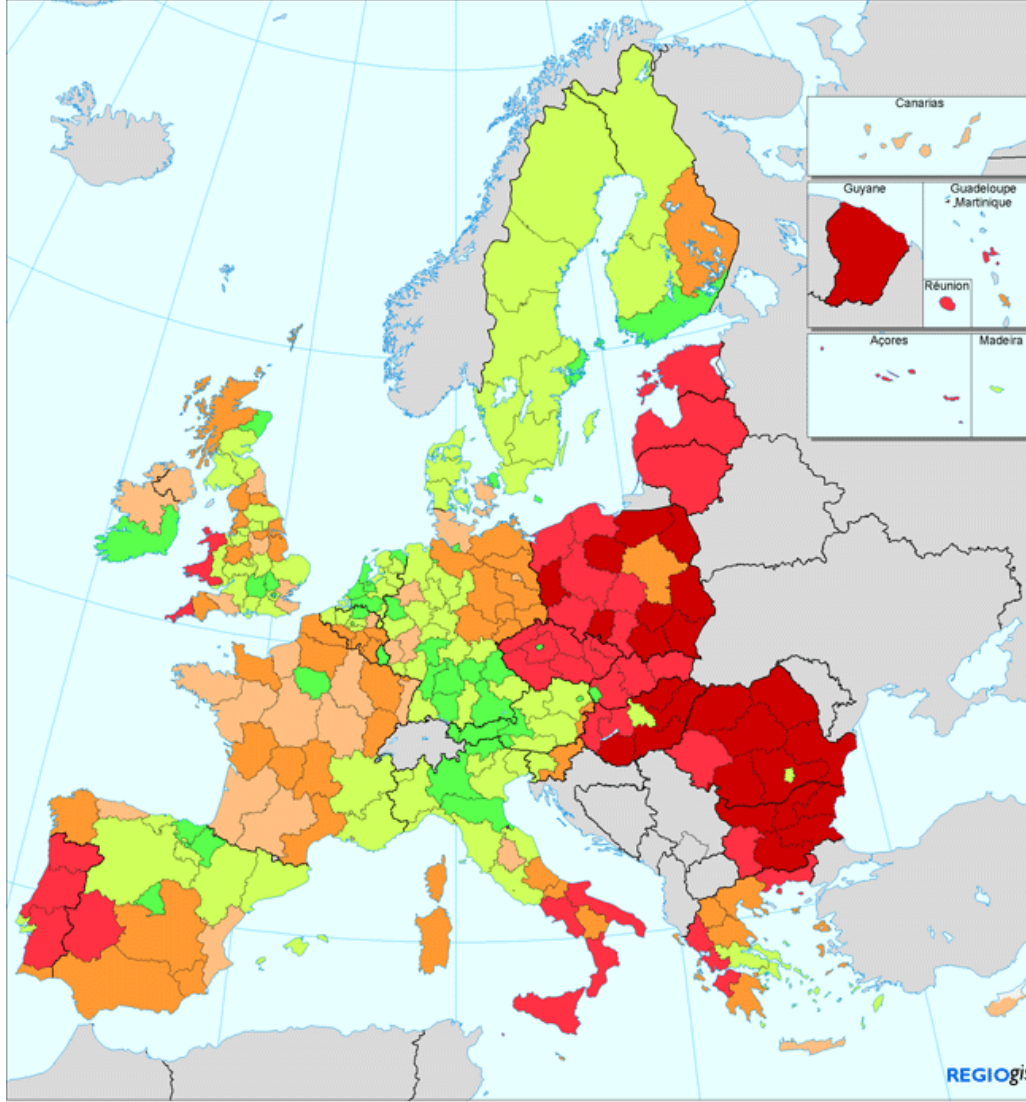 Canarias
Guyane
Guadeloupe
Martinique
Réunion
Açores
Madeira
REGIOgis